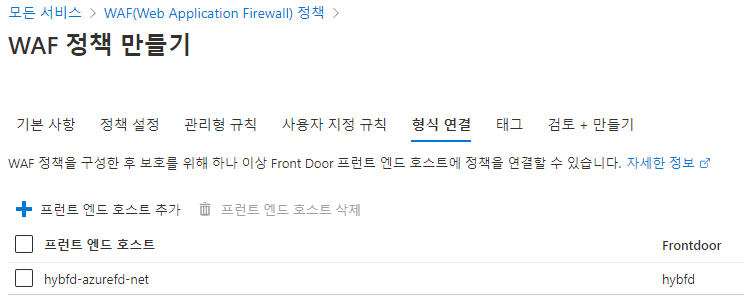 모든 서비스 > WAF(Web Application Firewall) 정책 >
WAF 정책 만들기
기본 사항 정책 설정 관리형 규칙 사용자 지정 규칙 형식 연결 태그 검토 + 만들기
WAF 정책을 구성한 후 보호를 위해 하나 이상 Front Door 프런트 엔드 호스트에 정책을 연결할 수 있습니다. 자세한 정보
프런트 엔드 호스트 추가 프런트 엔드 호스트 삭제
프런트 엔드 호스트 Frontdoor
hybfd-azurefd-net hybfd